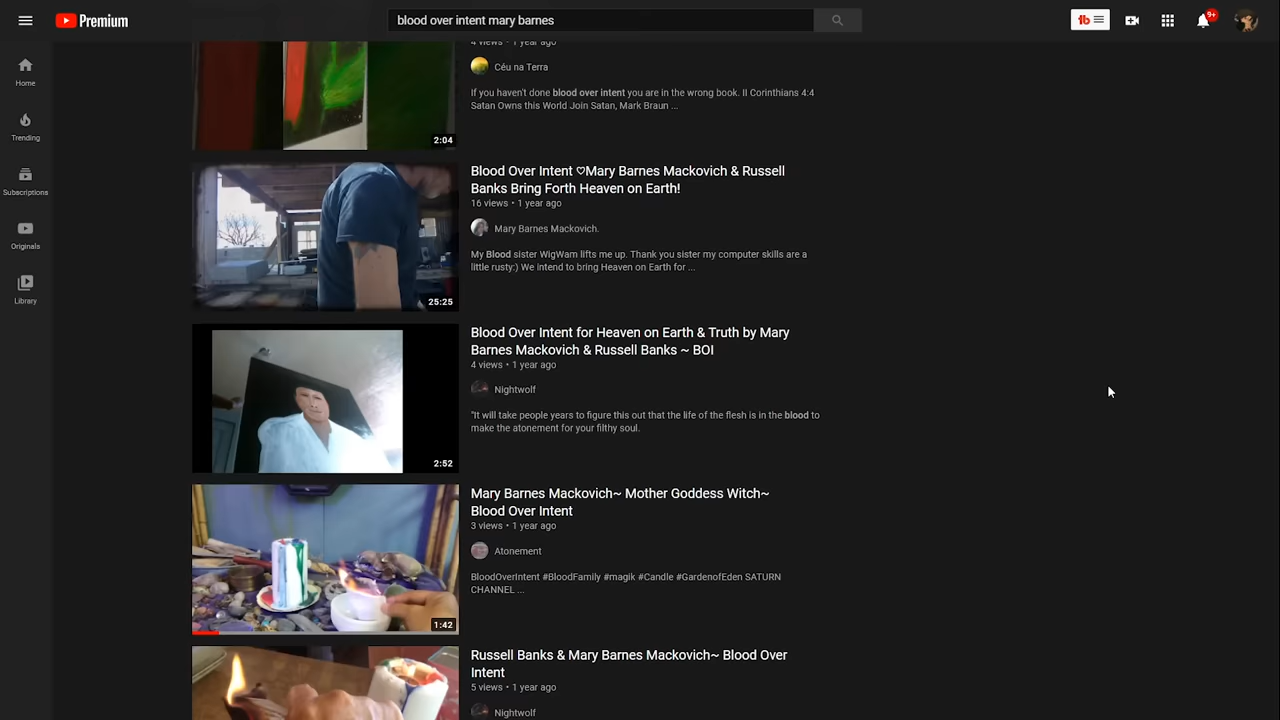 Premium
blood over intent mary barnes
9+
Home
Trending
Subscriptions
Originals
Library
4 views • 1 year ago
Céu na Terra
If you haven't done blood over intent you are in the wrong book. II Corinthians 4:4
Satan Owns this World Join Satan, Mark Braun ...
2:04
Blood Over Intent ♡Mary Barnes Mackovich & Russell
Banks Bring Forth Heaven on Earth!
16 views • 1 year ago
Mary Barnes Mackovich.
My Blood sister WigWam lifts me up. Thank you sister my computer skills are a
little rusty:) We intend to bring Heaven on Earth for ...
25:25
Blood Over Intent for Heaven on Earth & Truth by Mary
Barnes Mackovich & Russell Banks ~ BOI
4 views • 1 year ago
Nightwolf
"It will take people years to figure this out that the life of the flesh is in the blood to
make the atonement for your filthy soul.
2:52
Mary Barnes Mackovich~ Mother Goddess Witch~
Blood Over Intent
3 views • 1 year ago
Atonement
BloodOverIntent #BloodFamily #magik #Candle #GardenofEden SATURN
CHANNEL ...
1:42
Russell Banks & Mary Barnes Mackovich~ Blood Over
Intent
5 views • 1 year ago
Nightwolf